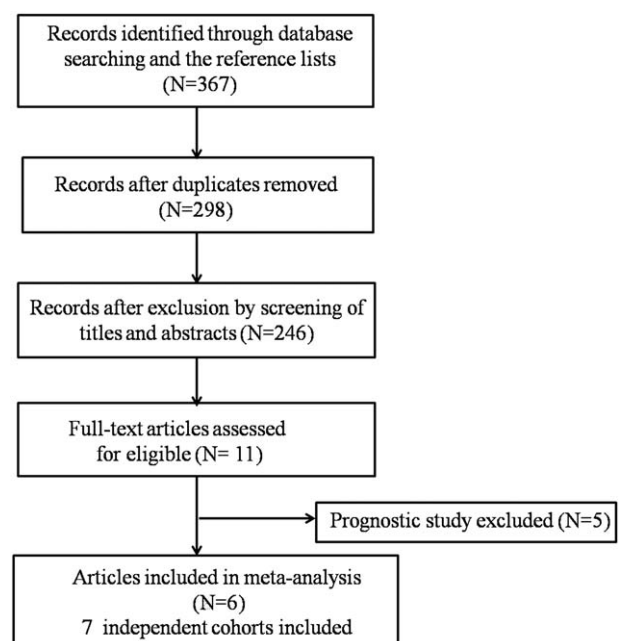 Records identified through database
searching and the reference lists
(N=367)
Records after duplicates removed
(N=298)
Records after exclusion by screening of
titles and abstracts (N=246)
Full-text articles assessed
for eligible (N= 11)
Prognostic study excluded (N=5)
Articles included in meta-analysis
(N=6)
7 independent cohorts included